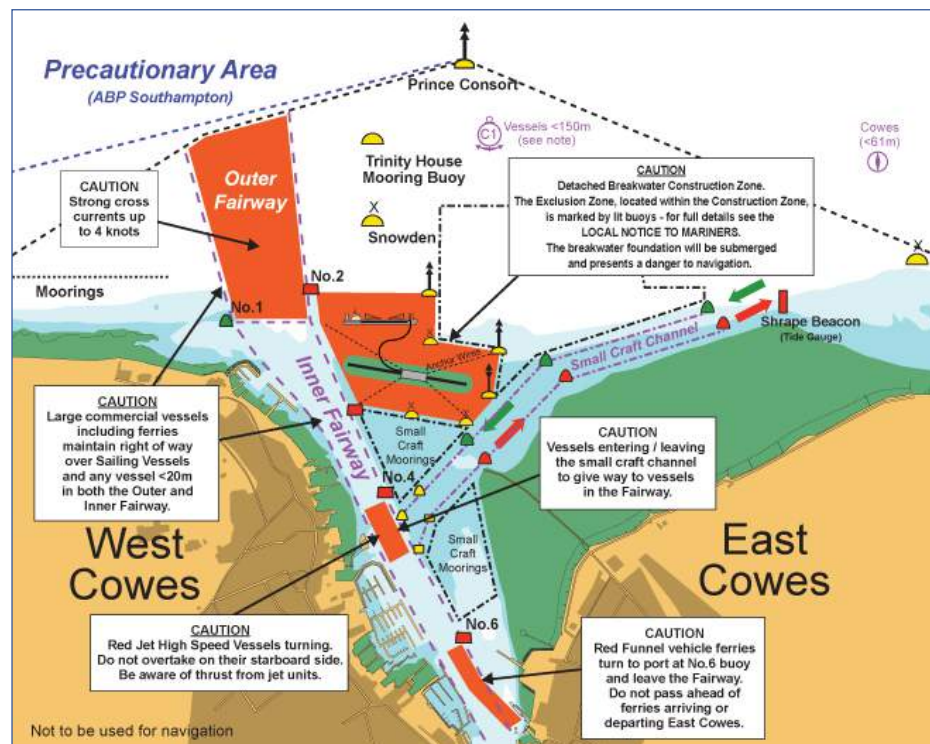 Precautionary Area
(ABP Southampton)
Prince Consort
C1
Vessels <150m
(see note)
Cowes
(<61m)
Trinity House
Mooring Buoy
Outer
Fairway
CAUTION
Strong cross
currents up
to 4 knots
X
Snowden
CAUTION
Detached Breakwater Construction Zone.
The Exclusion Zone, located within the Construction Zone,
is marked by lit buoys - for full details see the
LOCAL NOTICE TO MARINERS.
The breakwater foundation will be submerged
and presents a danger to navigation.
X
Moorings
No.1
No.2
Shrape Beacon
(Tide Gauge)
Small Craft Channel
X
X
Anchor Wires
X
X
Inner Fairway
CAUTION
Large commercial vessels
including ferries
maintain right of way
over Sailing Vessels
and any vessel <20m
in both the Outer and
Inner Fairway.
Small
Craft
Moorings
CAUTION
Vessels entering / leaving
the small craft channel
to give way to vessels
in the Fairway.
No.4
West
Cowes
Small
Craft
Moorings
East
Cowes
CAUTION
Red Jet High Speed Vessels turning.
Do not overtake on their starboard side.
Be aware of thrust from jet units.
No.6
CAUTION
Red Funnel vehicle ferries
turn to port at No.6 buoy
and leave the Fairway.
Do not pass ahead of
ferries arriving or
departing East Cowes.
Not to be used for navigation